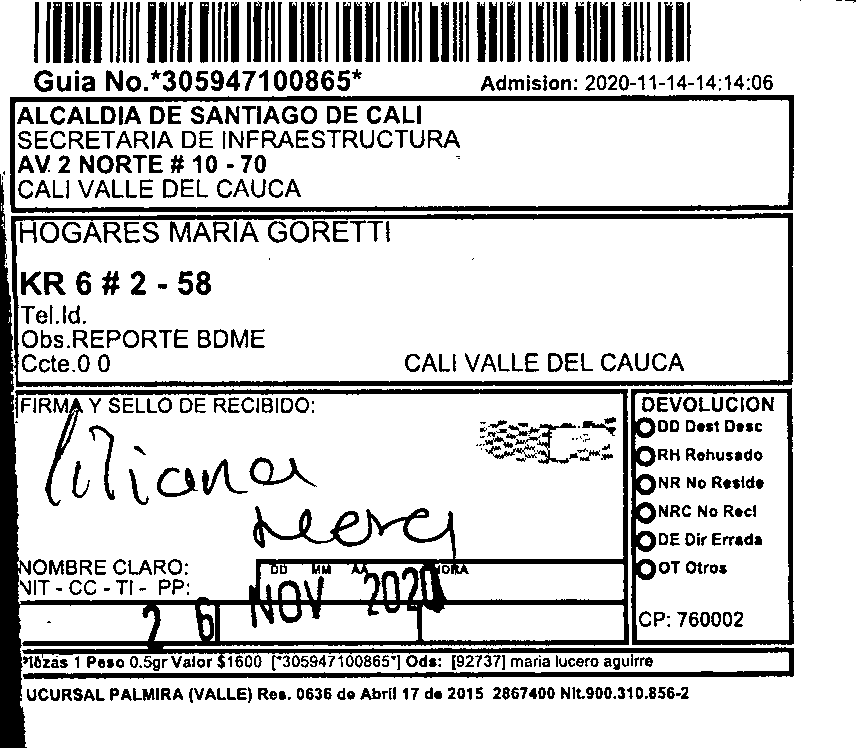 Guia No.*305947100865* Admision: 2020-11-14-14:14:06
ALCALDIA DE SANTIAGO DE CALI
SECRETARIA DE INFRAESTRUCTURA
AV. 2 NORTE # 10 - 70
CALI VALLE DEL CAUCA
HOGARES MARIA GORETTI
KR 6 # 2 - 58
Tel.Id.
Obs.REPORTE BDME
Ccte.0 0 CALI VALLE DEL CAUCA
FIRMA Y SELLO DE RECIBIDO:
liliana
NOMBRE CLARO:
NIT - CC - TI - PP:
DD MM AA HORA
26 NOV 2020
DEVOLUCION
DD Dest Desc
RH Rehusado
NR No Reside
NRC No Recl
DE Dir Errada
OT Otros
CP: 760002
1 Peso 0.5gr Valor $1600 [*305947100865*] Ods: [92737] maria lucero aguirre
UCURSAL PALMIRA (VALLE) Res. 0636 de Abril 17 de 2015 2867400 Nit.900.310.856-2